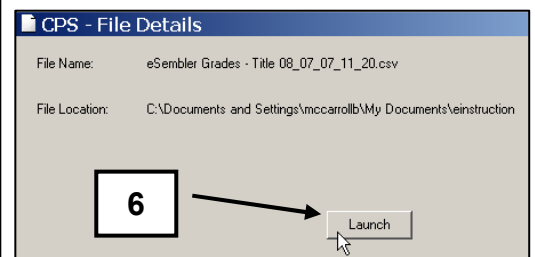 CPS - File Details
File Name: eSembler Grades - Title 08_07_07_11_20.csv
File Location: C:\Documents and Settings\mccarrollb\My Documents\einstruction
6
Launch